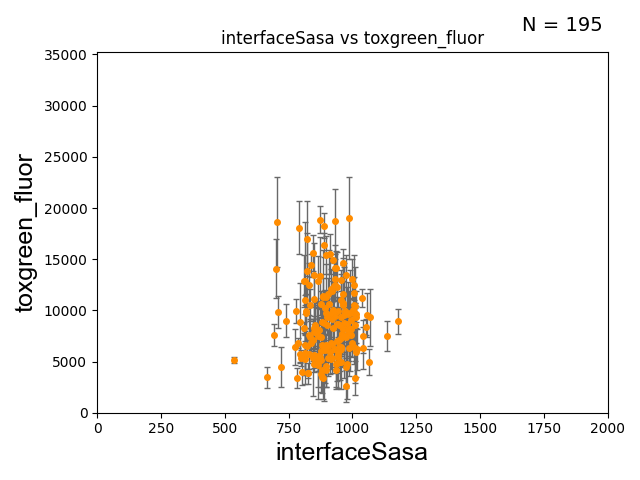 N = 195
interfaceSasa vs toxgreen_fluor
35000
30000
25000
20000
15000
10000
5000
0
toxgreen_fluor
0 250 500 750 1000 1250 1500 1750 2000
interfaceSasa